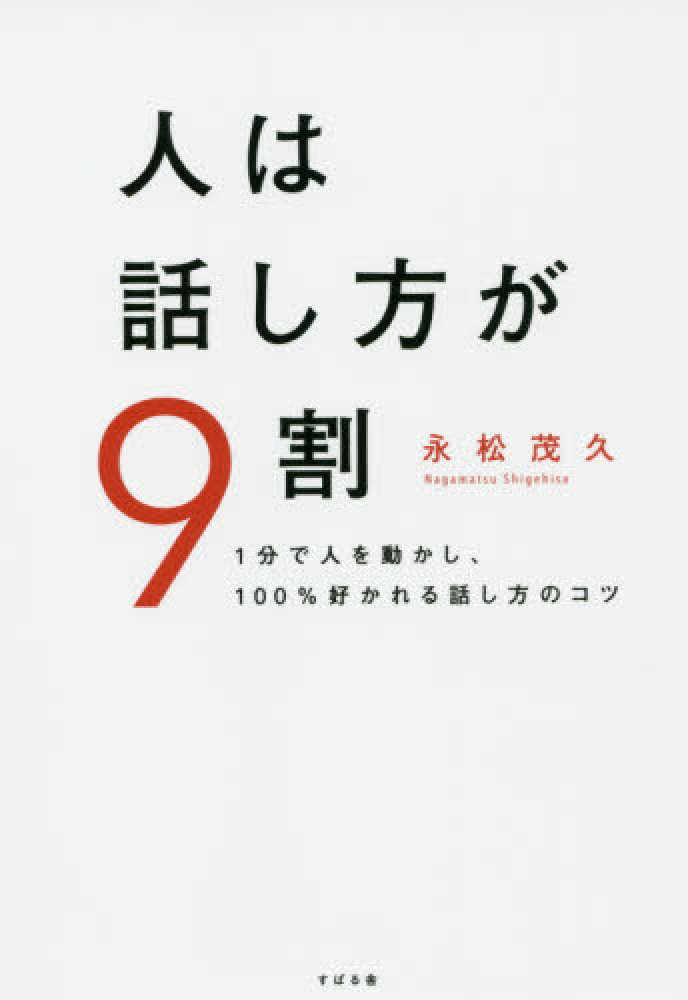 人は
話し方が
9割
永松茂久
Nagamatsu Shigehisa
1分で人を動かし、
100%好かれる話し方のコツ
すばる舎